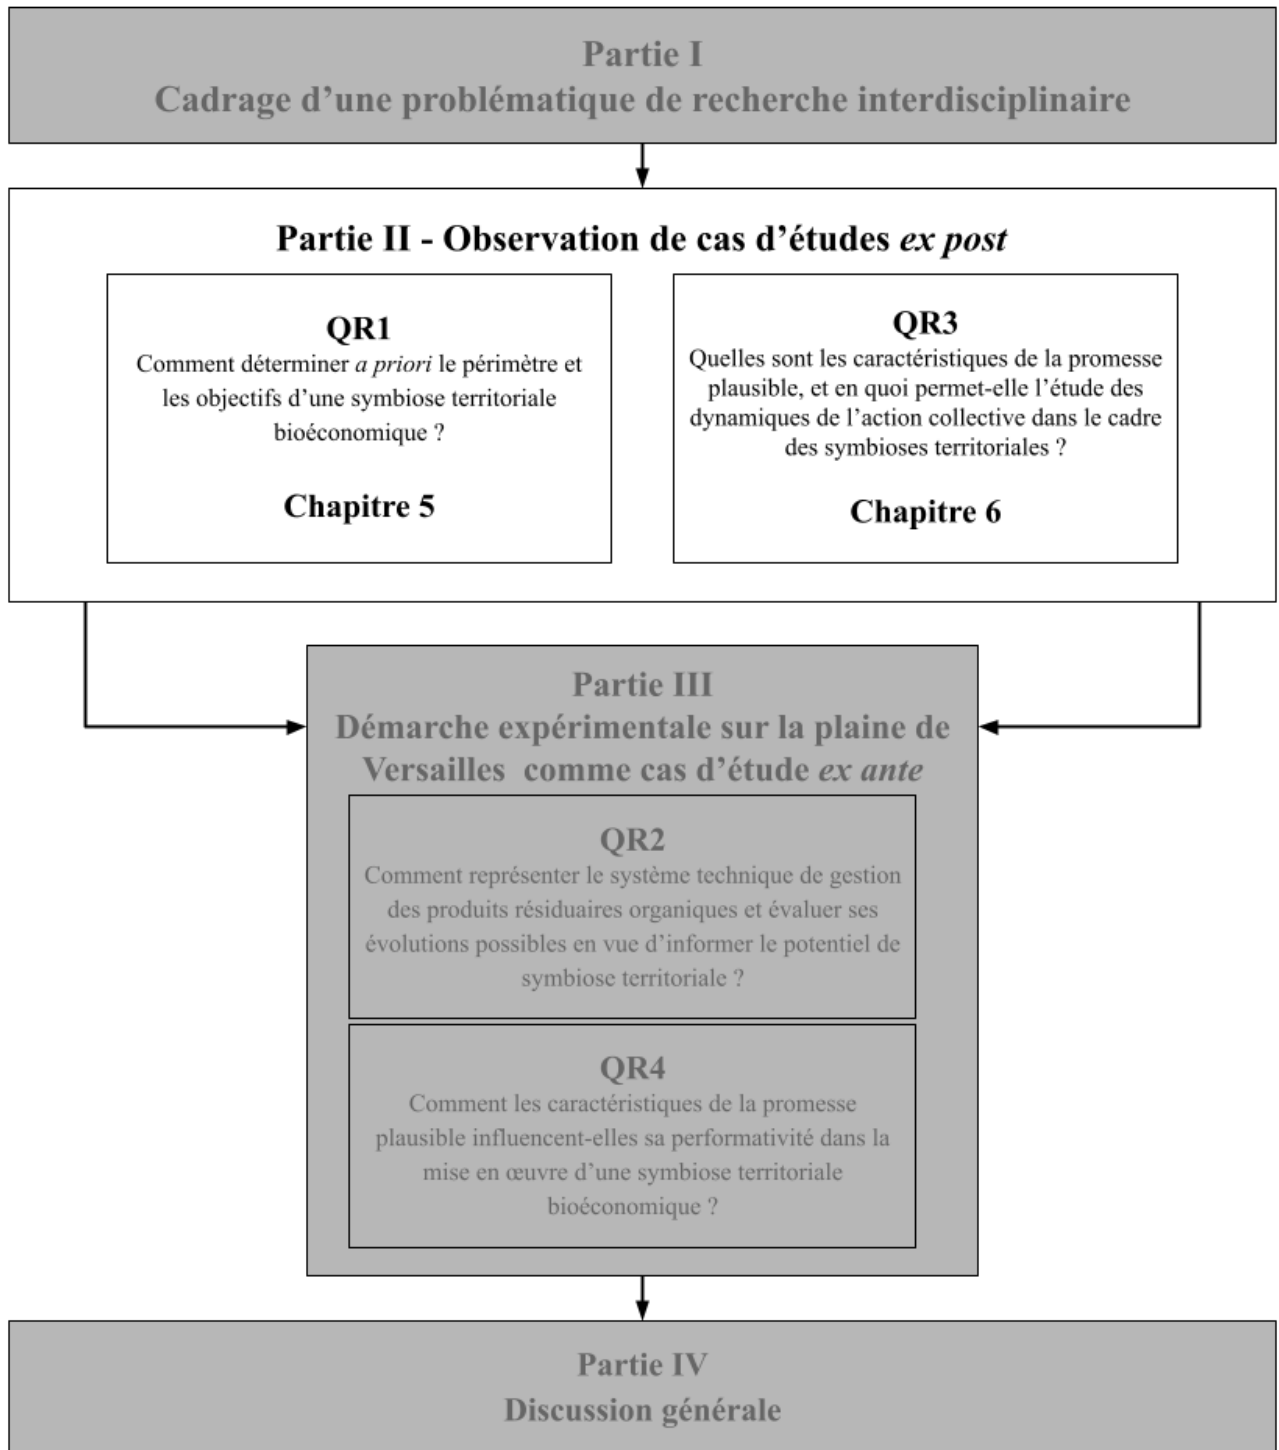 Partie I
Cadrage d’une problématique de recherche interdisciplinaire
Partie II - Observation de cas d’études ex post
QR1
Comment déterminer a priori le périmètre et
les objectifs d’une symbiose territoriale
bioéconomique ?
Chapitre 5
QR3
Quelles sont les caractéristiques de la promesse
plausible, et en quoi permet-elle l’étude des
dynamiques de l’action collective dans le cadre
des symbioses territoriales ?
Chapitre 6
Partie III
Démarche expérimentale sur la plaine de
Versailles comme cas d’étude ex ante
QR2
Comment représenter le système technique de gestion
des produits résiduaires organiques et évaluer ses
évolutions possibles en vue d’informer le potentiel de
symbiose territoriale ?
QR4
Comment les caractéristiques de la promesse
plausible influencent-elles sa performativité dans la
mise en œuvre d’une symbiose territoriale
bioéconomique ?
Partie IV
Discussion générale